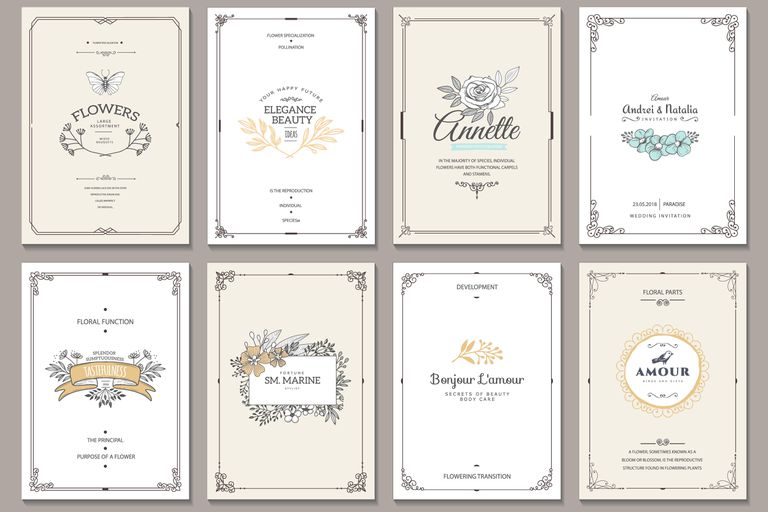 FLOWERS
LARGE
ASSORTMENT
WHITE
BOUQUETS
FLOWER SPECIALIZATION
POLLINATION
YOUR HAPPY FUTURE
ELEGANCE
BEAUTY
IDEAS
IS THE REPRODUCTION
INDIVIDUAL
SPECIES
Annette
IN THE MAJORITY OF SPECIES, INDIVIDUAL
FLOWERS HAVE BOTH FUNCTIONAL CARPELS
AND STAMENS.
Amour
Andrei & Natalia
INVITATION
23.05.2018 | PARADISE
WEDDING INVITATION
FLORAL FUNCTION
SPLENDOR
SUMPTUOUSNESS
TASTEFULNESS
THE PRINCIPAL
PURPOSE OF A FLOWER
FORTUNE
SM. MARINE
DEVELOPMENT
Bonjour L'amour
SECRETS OF BEAUTY
BODY CARE
FLOWERING TRANSITION
FLORAL PARTS
AMOUR
A FLOWER, SOMETIMES KNOWN AS A
BLOOM OR BLOSSOM, IS THE REPRODUCTIVE
STRUCTURE FOUND IN FLOWERING PLANTS